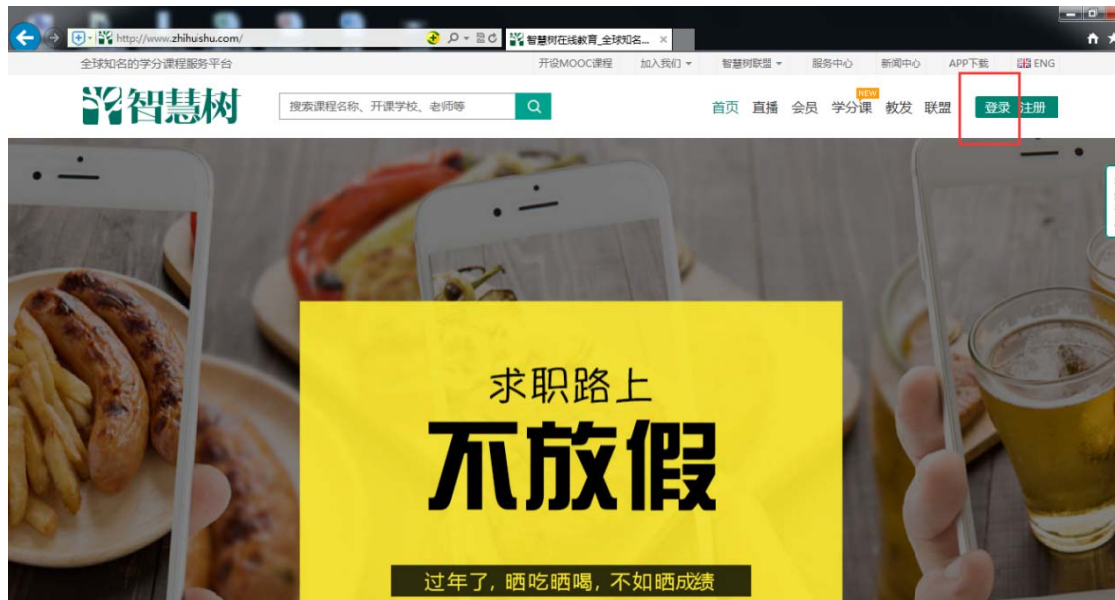 http://www.zhihuishu.com/
智慧树在线教育_全球知名... ×
全球知名的学分课程服务平台
开设MOOC课程 加入我们 智慧树联盟 服务中心 新闻中心 APP下载 ENG
智慧树
搜索课程名称、开课学校、老师等
NEW
首页 直播 会员 学分课 教发 联盟 登录 注册
求职路上
不放假
过年了, 晒吃晒喝, 不如晒成绩